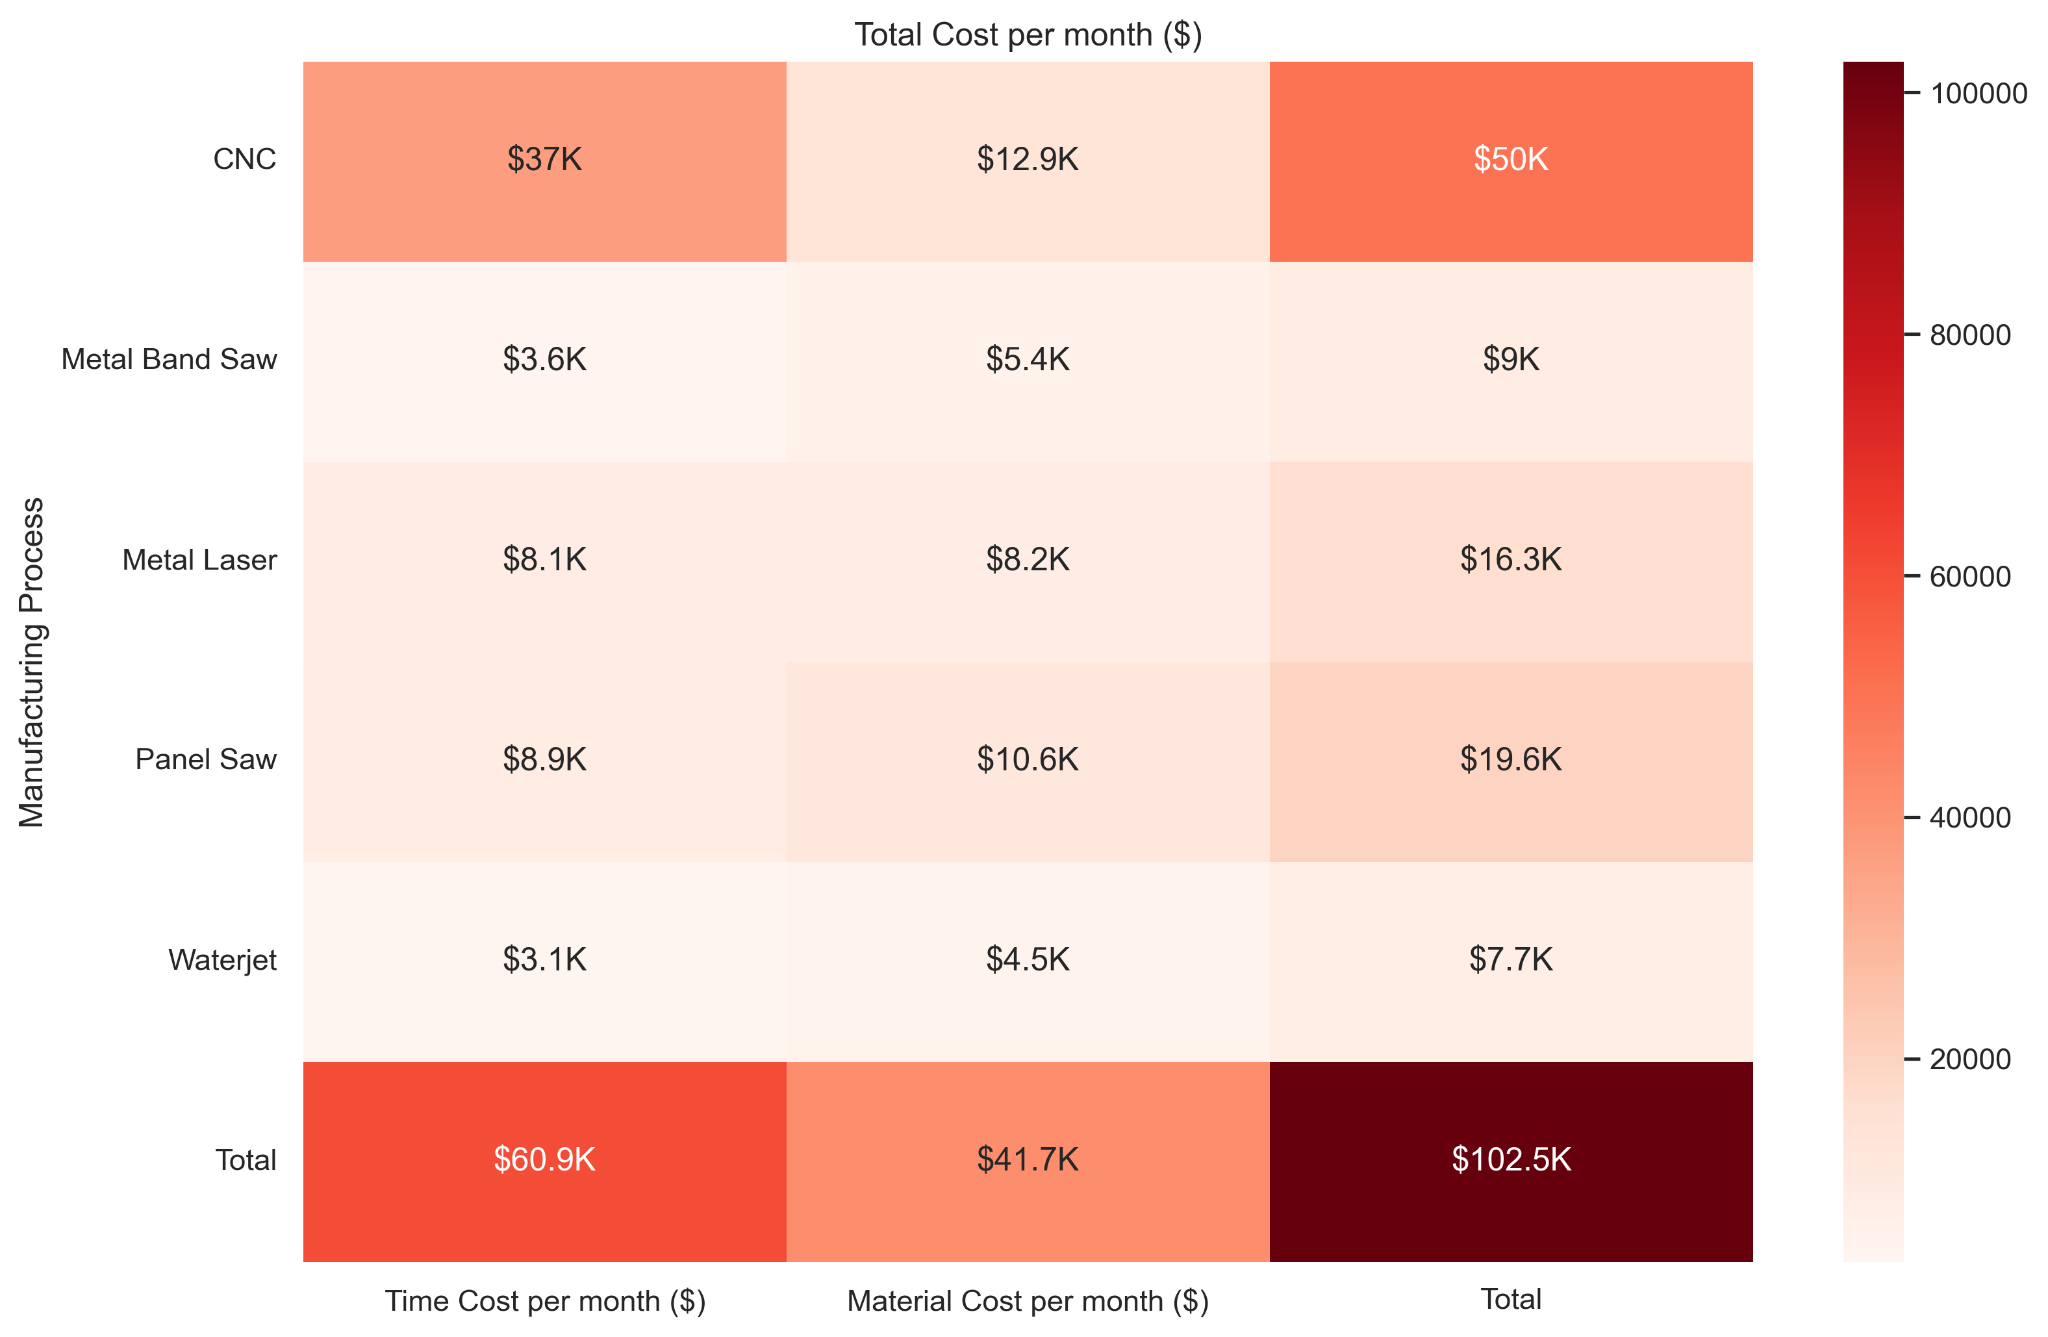 Total Cost per month ($)
CNC
$37K
$12.9K
$50K
Metal Band Saw
$3.6K
$5.4K
$9K
Metal Laser
$8.1K
$8.2K
$16.3K
Panel Saw
$8.9K
$10.6K
$19.6K
Waterjet
$3.1K
$4.5K
$7.7K
Total
$60.9K
$41.7K
$102.5K
Manufacturing Process
Time Cost per month ($)
Material Cost per month ($)
Total
100000
80000
60000
40000
20000